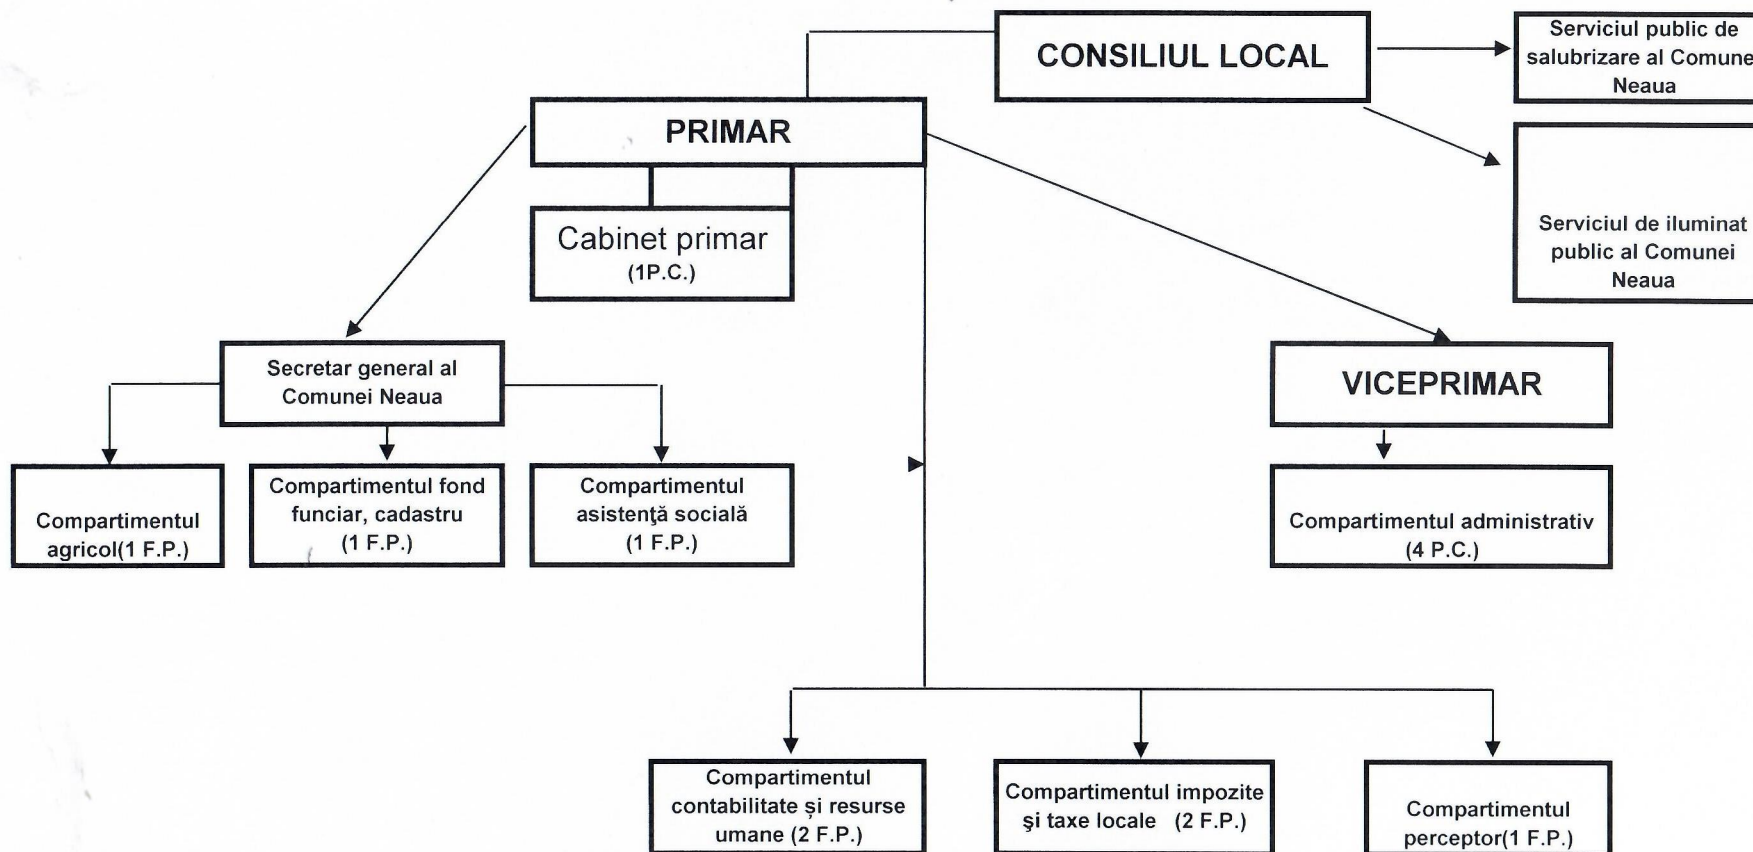 CONSILIUL LOCAL
Serviciul public de
salubrizare al Comune
Neaua
PRIMAR
Cabinet primar
(1P.C.)
Serviciul de iluminat
public al Comunei
Neaua
Secretar general al
Comunei Neaua
VICEPRIMAR
Compartimentul
agricol(1 F.P.)
Compartimentul fond
funciar, cadastru
(1 F.P.)
Compartimentul
asistenţă socială
(1 F.P.)
Compartimentul administrativ
(4 P.C.)
Compartimentul
contabilitate și resurse
umane (2 F.P.)
Compartimentul impozite
şi taxe locale (2 F.P.)
Compartimentul
perceptor(1 F.P.)